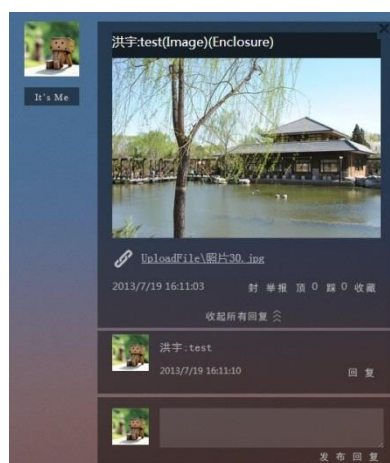 洪宇:test(Image)(Enclosure)
It's Me
UploadFile\照片30.jpg
2013/7/19 16:11:03 封 举报 顶 0 踩 0 收藏
收起所有回复
洪宇:test
2013/7/19 16:11:10 回 复
发 布 回 复